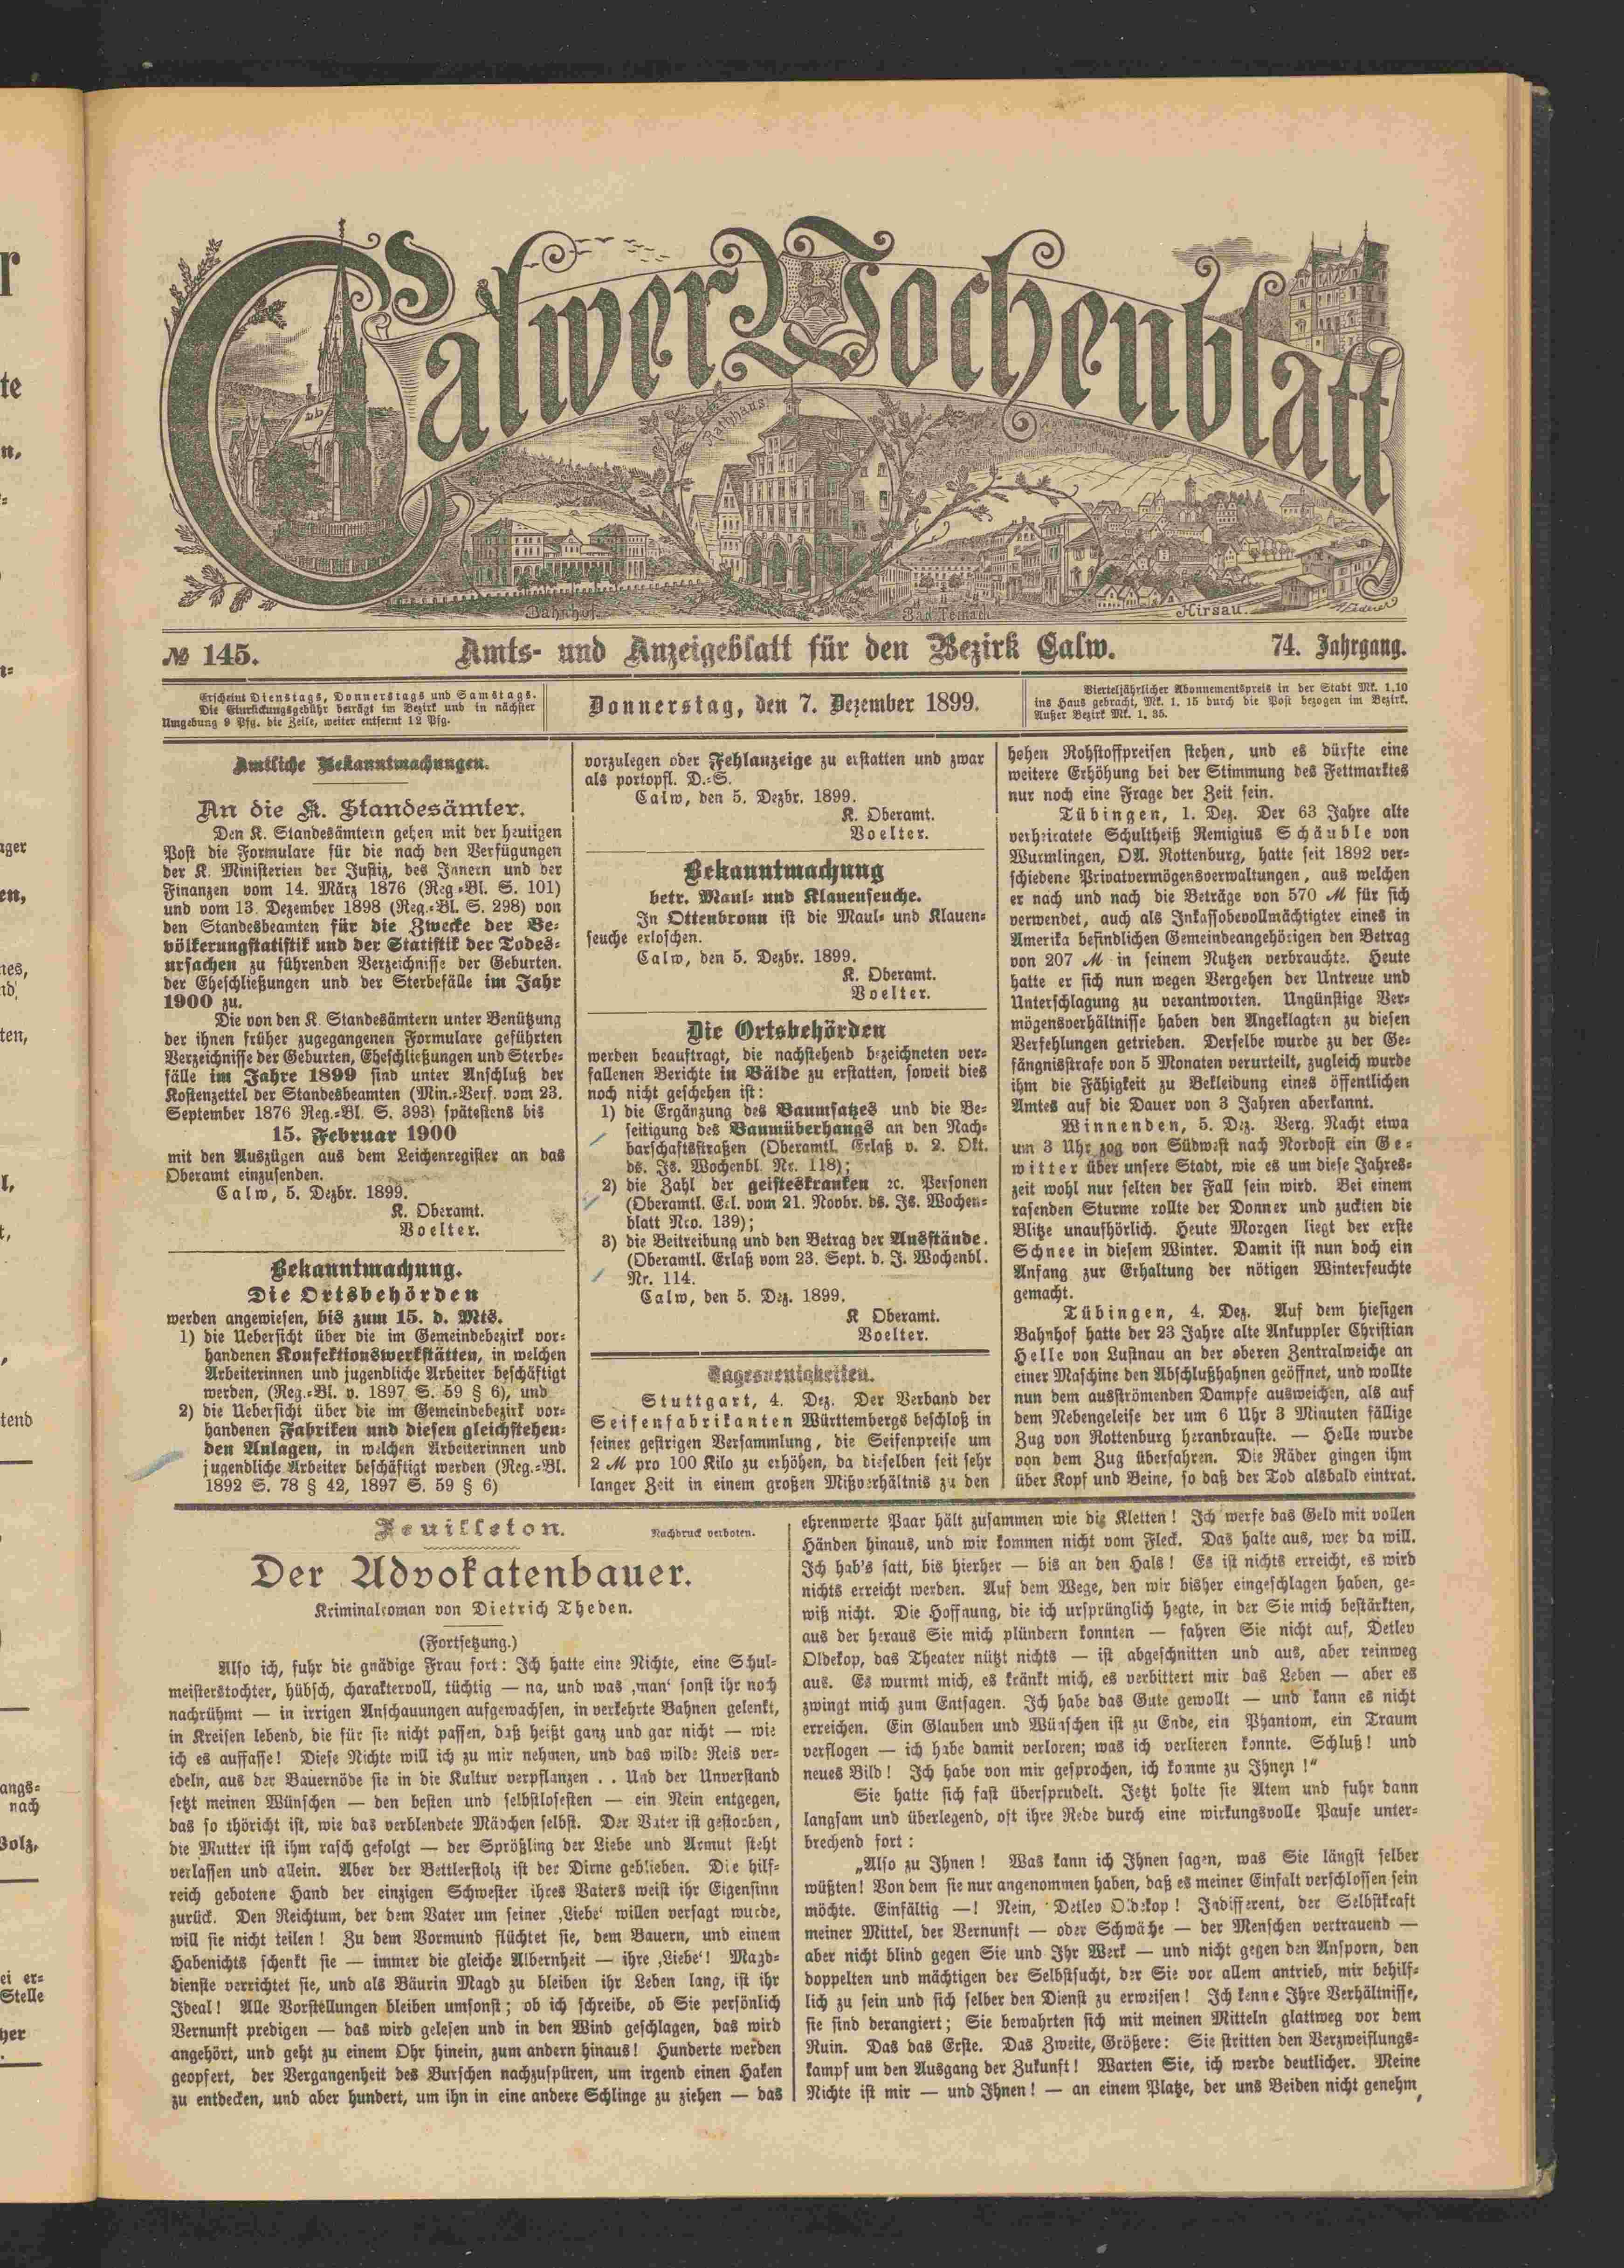 Calwer Wochenblatt
Rathhaus
Bahnhof.
Bad Teinach
Hirsau.
№ 145.
Amts- und Anzeigeblatt für den Bezirk Calw.
74. Jahrgang.
Erscheint Dienstags, Donnerstags und Samstags.
Die Einrückungsgebühr beträgt im Bezirk und in nächster
Umgebung 9 Pfg. die Zeile, weiter entfernt 12 Pfg.
Donnerstag, den 7. Dezember 1899.
Vierteljährlicher Abonnementspreis in der Stadt Mk. 1.10
ins Haus gebracht, Mk. 1. 15 durch die Post bezogen im Bezirk.
Außer Bezirk Mk. 1. 35.
Amtliche Bekanntmachungen.
An die K. Standesämter.
Den K. Standesämtern gehen mit der heutigen
Post die Formulare für die nach den Verfügungen
der K. Ministerien der Justiz, des Innern und der
Finanzen vom 14. März 1876 (Reg.-Bl. S. 101)
und vom 13. Dezember 1898 (Reg.-Bl. S. 298) von
den Standesbeamten für die Zwecke der Be-
völkerungstatistik und der Statistik der Todes-
ursachen zu führenden Verzeichnisse der Geburten.
der Eheschließungen und der Sterbefälle im Jahr
1900 zu.
Die von den K. Standesämtern unter Benützung
der ihnen früher zugegangenen Formulare geführten
Verzeichnisse der Geburten, Eheschließungen und Sterbe-
fälle im Jahre 1899 sind unter Anschluß der
Kostenzettel der Standesbeamten (Min.-Verf. vom 23.
September 1876 Reg.-Bl. S. 393) spätestens bis
15. Februar 1900
mit den Auszügen aus dem Leichenregister an das
Oberamt einzusenden.
Calw, 5. Dezbr. 1899.
K. Oberamt.
Voelter.
Bekanntmachung.
Die Ortsbehörden
werden angewiesen, bis zum 15. d. Mts.
1) die Uebersicht über die im Gemeindebezirk vor-
handenen Konfektionswerkstätten, in welchen
Arbeiterinnen und jugendliche Arbeiter beschäftigt
werden, (Reg.-Bl. v. 1897 S. 59 § 6), und
2) die Uebersicht über die im Gemeindebezirk vor-
handenen Fabriken und diesen gleichstehen-
den Anlagen, in welchen Arbeiterinnen und
jugendliche Arbeiter beschäftigt werden (Reg.-Bl.
1892 S. 78 § 42, 1897 S. 59 § 6)
vorzulegen oder Fehlanzeige zu erstatten und zwar
als portopfl. D.-S.
Calw, den 5. Dezbr. 1899.
K. Oberamt.
Voelter.
Bekanntmachung
betr. Maul- und Klauenseuche.
In Ottenbronn ist die Maul- und Klauen-
seuche erloschen.
Calw, den 5. Dezbr. 1899.
K. Oberamt.
Voelter.
Die Ortsbehörden
werden beauftragt, die nachstehend bezeichneten ver-
fallenen Berichte in Bälde zu erstatten, soweit dies
noch nicht geschehen ist:
1) die Ergänzung des Baumsatzes und die Be-
seitigung des Baumüberhangs an den Nach-
barschaftsstraßen (Oberamtl. Erlaß v. 2. Okt.
ds. Js. Wochenbl. Nr. 118);
2) die Zahl der geisteskranken ꝛc. Personen
(Oberamtl. Erl. vom 21. Novbr. ds. Js. Wochen-
blatt Nro. 139);
3) die Beitreibung und den Betrag der Ausstände.
(Oberamtl. Erlaß vom 23. Sept. d. J. Wochenbl.
Nr. 114.
Calw, den 5. Dez. 1899.
K Oberamt.
Voelter.
Tagesneuigkeiten.
Stuttgart, 4. Dez. Der Verband der
Seifenfabrikanten Württembergs beschloß in
seiner gestrigen Versammlung, die Seifenpreise um
2 M pro 100 Kilo zu erhöhen, da dieselben seit sehr
langer Zeit in einem großen Mißverhältnis zu den
hohen Rohstoffpreisen stehen, und es dürfte eine
weitere Erhöhung bei der Stimmung des Fettmarktes
nur noch eine Frage der Zeit sein.
Tübingen, 1. Dez. Der 63 Jahre alte
verheiratete Schultheiß Remigius Schäuble von
Wurmlingen, OA. Rottenburg, hatte seit 1892 ver-
schiedene Privatvermögensverwaltungen, aus welchen
er nach und nach die Beträge von 570 M für sich
verwendet, auch als Inkassobevollmächtigter eines in
Amerika befindlichen Gemeindeangehörigen den Betrag
von 207 M in seinem Nutzen verbrauchte. Heute
hatte er sich nun wegen Vergehen der Untreue und
Unterschlagung zu verantworten. Ungünstige Ver-
mögensverhältnisse haben den Angeklagten zu diesen
Verfehlungen getrieben. Derselbe wurde zu der Ge-
fängnisstrafe von 5 Monaten verurteilt, zugleich wurde
ihm die Fähigkeit zu Bekleidung eines öffentlichen
Amtes auf die Dauer von 3 Jahren aberkannt.
Winnenden, 5. Dez. Verg. Nacht etwa
um 3 Uhr zog von Südwest nach Nordost ein Ge-
witter über unsere Stadt, wie es um diese Jahres-
zeit wohl nur selten der Fall sein wird. Bei einem
rasenden Sturme rollte der Donner und zuckten die
Blitze unaufhörlich. Heute Morgen liegt der erste
Schnee in diesem Winter. Damit ist nun doch ein
Anfang zur Erhaltung der nötigen Winterfeuchte
gemacht.
Tübingen, 4. Dez. Auf dem hiesigen
Bahnhof hatte der 23 Jahre alte Ankuppler Christian
Helle von Lustnau an der oberen Zentralweiche an
einer Maschine den Abschlußhahnen geöffnet, und wollte
nun dem ausströmenden Dampfe ausweichen, als auf
dem Nebengeleise der um 6 Uhr 3 Minuten fällige
Zug von Rottenburg heranbrauste. — Helle wurde
von dem Zug überfahren. Die Räder gingen ihm
über Kopf und Beine, so daß der Tod alsbald eintrat.
Feuilleton.
Nachdruck verboten.
Der Advokatenbauer.
Kriminalroman von Dietrich Theden.
(Fortsetzung.)
Also ich, fuhr die gnädige Frau fort: Ich hatte eine Nichte, eine Schul-
meisterstochter, hübsch, charaktervoll, tüchtig — na, und was ‚man‘ sonst ihr noch
nachrühmt — in irrigen Anschauungen aufgewachsen, in verkehrte Bahnen gelenkt,
in Kreisen lebend, die für sie nicht passen, daß heißt ganz und gar nicht — wie
ich es auffasse! Diese Nichte will ich zu mir nehmen, und das wilde Reis ver-
edeln, aus der Bauernöde sie in die Kultur verpflanzen . . Und der Unverstand
setzt meinen Wünschen — den besten und selbstlosesten — ein Nein entgegen,
das so thöricht ist, wie das verblendete Mädchen selbst. Der Vater ist gestorben,
die Mutter ist ihm rasch gefolgt — der Sprößling der Liebe und Armut steht
verlassen und allein. Aber der Bettlerstolz ist der Dirne geblieben. Die hilf-
reich gebotene Hand der einzigen Schwester ihres Vaters weist ihr Eigensinn
zurück. Den Reichtum, der dem Vater um seiner ‚Liebe‘ willen versagt wurde,
will sie nicht teilen! Zu dem Vormund flüchtet sie, dem Bauern, und einem
Habenichts schenkt sie — immer die gleiche Albernheit — ihre ‚Liebe‘! Magd-
dienste verrichtet sie, und als Bäurin Magd zu bleiben ihr Leben lang, ist ihr
Ideal! Alle Vorstellungen bleiben umsonst; ob ich schreibe, ob Sie persönlich
Vernunft predigen — das wird gelesen und in den Wind geschlagen, das wird
angehört, und geht zu einem Ohr hinein, zum andern hinaus! Hunderte werden
geopfert, der Vergangenheit des Burschen nachzuspüren, um irgend einen Haken
zu entdecken, und aber hundert, um ihn in eine andere Schlinge zu ziehen — das
ehrenwerte Paar hält zusammen wie die Kletten! Ich werfe das Geld mit vollen
Händen hinaus, und wir kommen nicht vom Fleck. Das halte aus, wer da will.
Ich hab's satt, bis hierher — bis an den Hals! Es ist nichts erreicht, es wird
nichts erreicht werden. Auf dem Wege, den wir bisher eingeschlagen haben, ge-
wiß nicht. Die Hoffnung, die ich ursprünglich hegte, in der Sie mich bestärkten,
aus der heraus Sie mich plündern konnten — fahren Sie nicht auf, Detlev
Oldekop, das Theater nützt nichts — ist abgeschnitten und aus, aber reinweg
aus. Es wurmt mich, es kränkt mich, es verbittert mir das Leben — aber es
zwingt mich zum Entsagen. Ich habe das Gute gewollt — und kann es nicht
erreichen. Ein Glauben und Wünschen ist zu Ende, ein Phantom, ein Traum
verflogen — ich habe damit verloren; was ich verlieren konnte. Schluß! und
neues Bild! Ich habe von mir gesprochen, ich komme zu Ihnen!“
Sie hatte sich fast übersprudelt. Jetzt holte sie Atem und fuhr dann
langsam und überlegend, oft ihre Rede durch eine wirkungsvolle Pause unter-
brechend fort:
„Also zu Ihnen! Was kann ich Ihnen sagen, was Sie längst selber
wüßten! Von dem sie nur angenommen haben, daß es meiner Einfalt verschlossen sein
möchte. Einfältig —! Nein, Detlev Oldekop! Indifferent, der Selbstkraft
meiner Mittel, der Vernunft — oder Schwäche — der Menschen vertrauend —
aber nicht blind gegen Sie und Ihr Werk — und nicht gegen den Ansporn, den
doppelten und mächtigen der Selbstsucht, der Sie vor allem antrieb, mir behilf-
lich zu sein und sich selber den Dienst zu erweisen! Ich kenne Ihre Verhältnisse,
sie sind derangiert; Sie bewahrten sich mit meinen Mitteln glattweg vor dem
Ruin. Das das Erste. Das Zweite, Größere: Sie stritten den Verzweiflungs-
kampf um den Ausgang der Zukunft! Warten Sie, ich werde deutlicher. Meine
Nichte ist mir — und Ihnen! — an einem Platze, der uns Beiden nicht genehm,